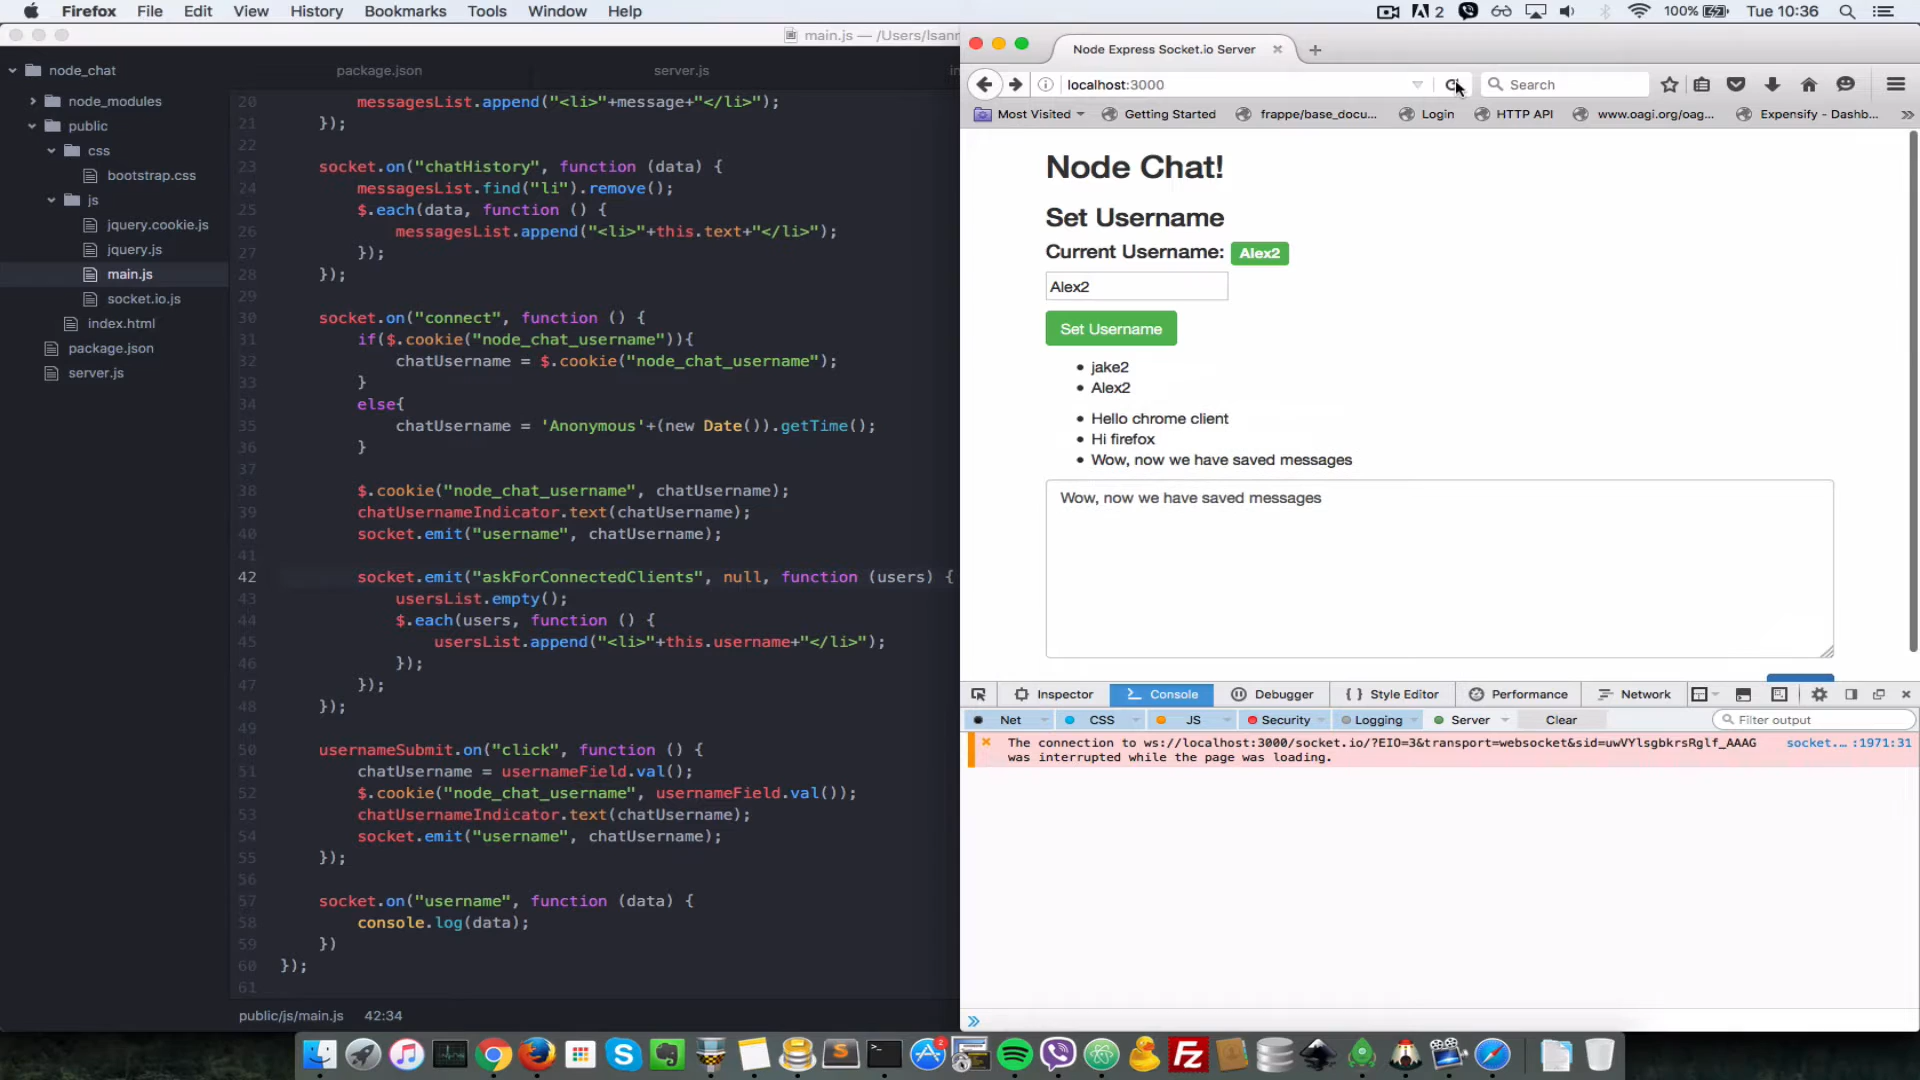 Firefox File Edit View History Bookmarks Tools Window Help
2 100% Tue 10:36
main.js — /Users/lsanr
node_chat
node_modules
public
css
bootstrap.css
js
jquery.cookie.js
jquery.js
main.js
socket.io.js
index.html
package.json
server.js
package.json server.js
20 messagesList.append("<li>"+message+"</li>");
21 });
22
23 socket.on("chatHistory", function (data) {
24 messagesList.find("li").remove();
25 $.each(data, function () {
26 messagesList.append("<li>"+this.text+"</li>");
27 });
28 });
29
30 socket.on("connect", function () {
31 if($.cookie("node_chat_username")){
32 chatUsername = $.cookie("node_chat_username");
33 }
34 else{
35 chatUsername = 'Anonymous'+(new Date()).getTime();
36 }
37
38 $.cookie("node_chat_username", chatUsername);
39 chatUsernameIndicator.text(chatUsername);
40 socket.emit("username", chatUsername);
41
42 socket.emit("askForConnectedClients", null, function (users) {
43 usersList.empty();
44 $.each(users, function () {
45 usersList.append("<li>"+this.username+"</li>");
46 });
47 });
48 });
49
50 usernameSubmit.on("click", function () {
51 chatUsername = usernameField.val();
52 $.cookie("node_chat_username", usernameField.val());
53 chatUsernameIndicator.text(chatUsername);
54 socket.emit("username", chatUsername);
55 });
56
57 socket.on("username", function (data) {
58 console.log(data);
59 })
60 });
61
public/js/main.js 42:34
Node Express Socket.io Server
localhost:3000
Search
Most Visited Getting Started frappe/base_docu... Login HTTP API www.oagi.org/oag... Expensify - Dashb...
Node Chat!
Set Username
Current Username: Alex2
Alex2
Set Username
jake2
Alex2
Hello chrome client
Hi firefox
Wow, now we have saved messages
Wow, now we have saved messages
Inspector Console Debugger Style Editor Performance Network
Net CSS JS Security Logging Server Clear Filter output
The connection to ws://localhost:3000/socket.io/?EIO=3&transport=websocket&sid=uwVYlsgbkrsRglf_AAAG socket.... :1971:31
was interrupted while the page was loading.